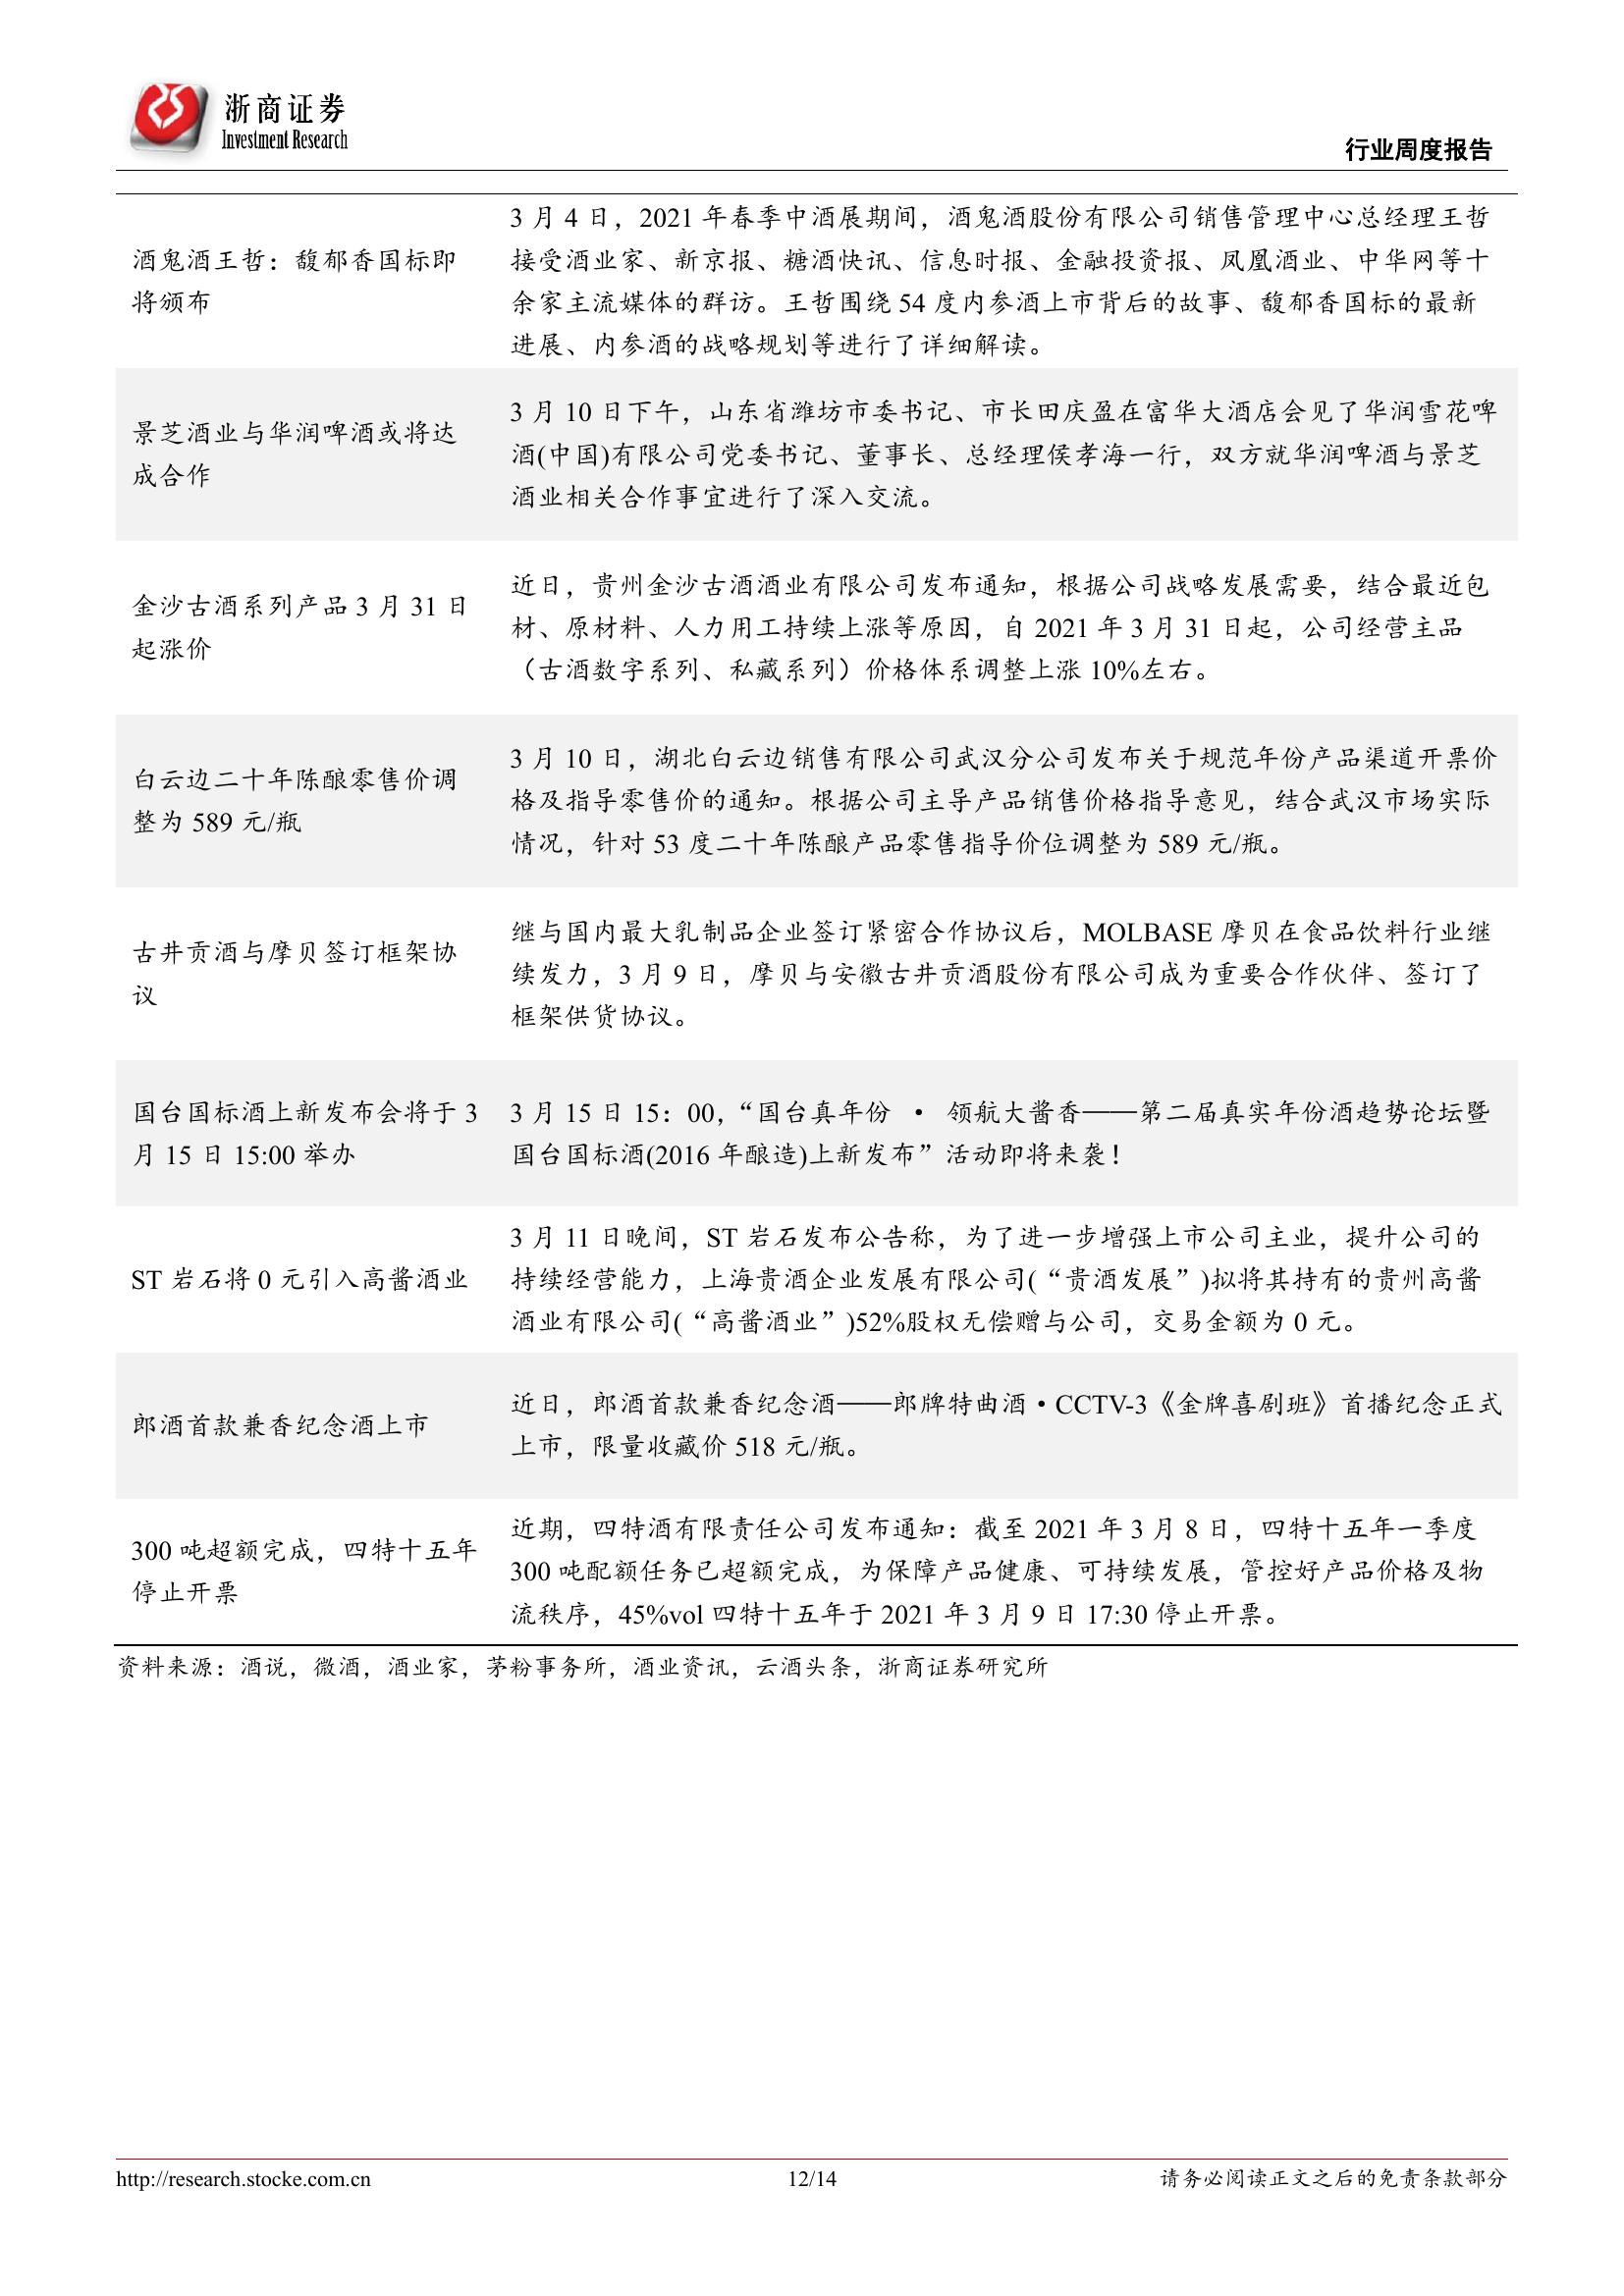 浙商证券
Investment Research
行业周度报告
酒鬼酒王哲：馥郁香国标即
将颁布
3 月 4 日，2021 年春季中酒展期间，酒鬼酒股份有限公司销售管理中心总经理王哲
接受酒业家、新京报、糖酒快讯、信息时报、金融投资报、凤凰酒业、中华网等十
余家主流媒体的群访。王哲围绕 54 度内参酒上市背后的故事、馥郁香国标的最新
进展、内参酒的战略规划等进行了详细解读。
景芝酒业与华润啤酒或将达
成合作
3 月 10 日下午，山东省潍坊市委书记、市长田庆盈在富华大酒店会见了华润雪花啤
酒(中国)有限公司党委书记、董事长、总经理侯孝海一行，双方就华润啤酒与景芝
酒业相关合作事宜进行了深入交流。
金沙古酒系列产品 3 月 31 日
起涨价
近日，贵州金沙古酒酒业有限公司发布通知，根据公司战略发展需要，结合最近包
材、原材料、人力用工持续上涨等原因，自 2021 年 3 月 31 日起，公司经营主品
（古酒数字系列、私藏系列）价格体系调整上涨 10%左右。
白云边二十年陈酿零售价调
整为 589 元/瓶
3 月 10 日，湖北白云边销售有限公司武汉分公司发布关于规范年份产品渠道开票价
格及指导零售价的通知。根据公司主导产品销售价格指导意见，结合武汉市场实际
情况，针对 53 度二十年陈酿产品零售指导价位调整为 589 元/瓶。
古井贡酒与摩贝签订框架协
议
继与国内最大乳制品企业签订紧密合作协议后，MOLBASE 摩贝在食品饮料行业继
续发力，3 月 9 日，摩贝与安徽古井贡酒股份有限公司成为重要合作伙伴、签订了
框架供货协议。
国台国标酒上新发布会将于 3
月 15 日 15:00 举办
3 月 15 日 15：00，“国台真年份 • 领航大酱香——第二届真实年份酒趋势论坛暨
国台国标酒(2016 年酿造)上新发布”活动即将来袭！
ST 岩石将 0 元引入高酱酒业
3 月 11 日晚间，ST 岩石发布公告称，为了进一步增强上市公司主业，提升公司的
持续经营能力，上海贵酒企业发展有限公司(“贵酒发展”)拟将其持有的贵州高酱
酒业有限公司(“高酱酒业”)52%股权无偿赠与公司，交易金额为 0 元。
郎酒首款兼香纪念酒上市
近日，郎酒首款兼香纪念酒——郎牌特曲酒•CCTV-3《金牌喜剧班》首播纪念正式
上市，限量收藏价 518 元/瓶。
300 吨超额完成，四特十五年
停止开票
近期，四特酒有限责任公司发布通知：截至 2021 年 3 月 8 日，四特十五年一季度
300 吨配额任务已超额完成，为保障产品健康、可持续发展，管控好产品价格及物
流秩序，45%vol 四特十五年于 2021 年 3 月 9 日 17:30 停止开票。
资料来源：酒说，微酒，酒业家，茅粉事务所，酒业资讯，云酒头条，浙商证券研究所
http://research.stocke.com.cn
12/14
请务必阅读正文之后的免责条款部分